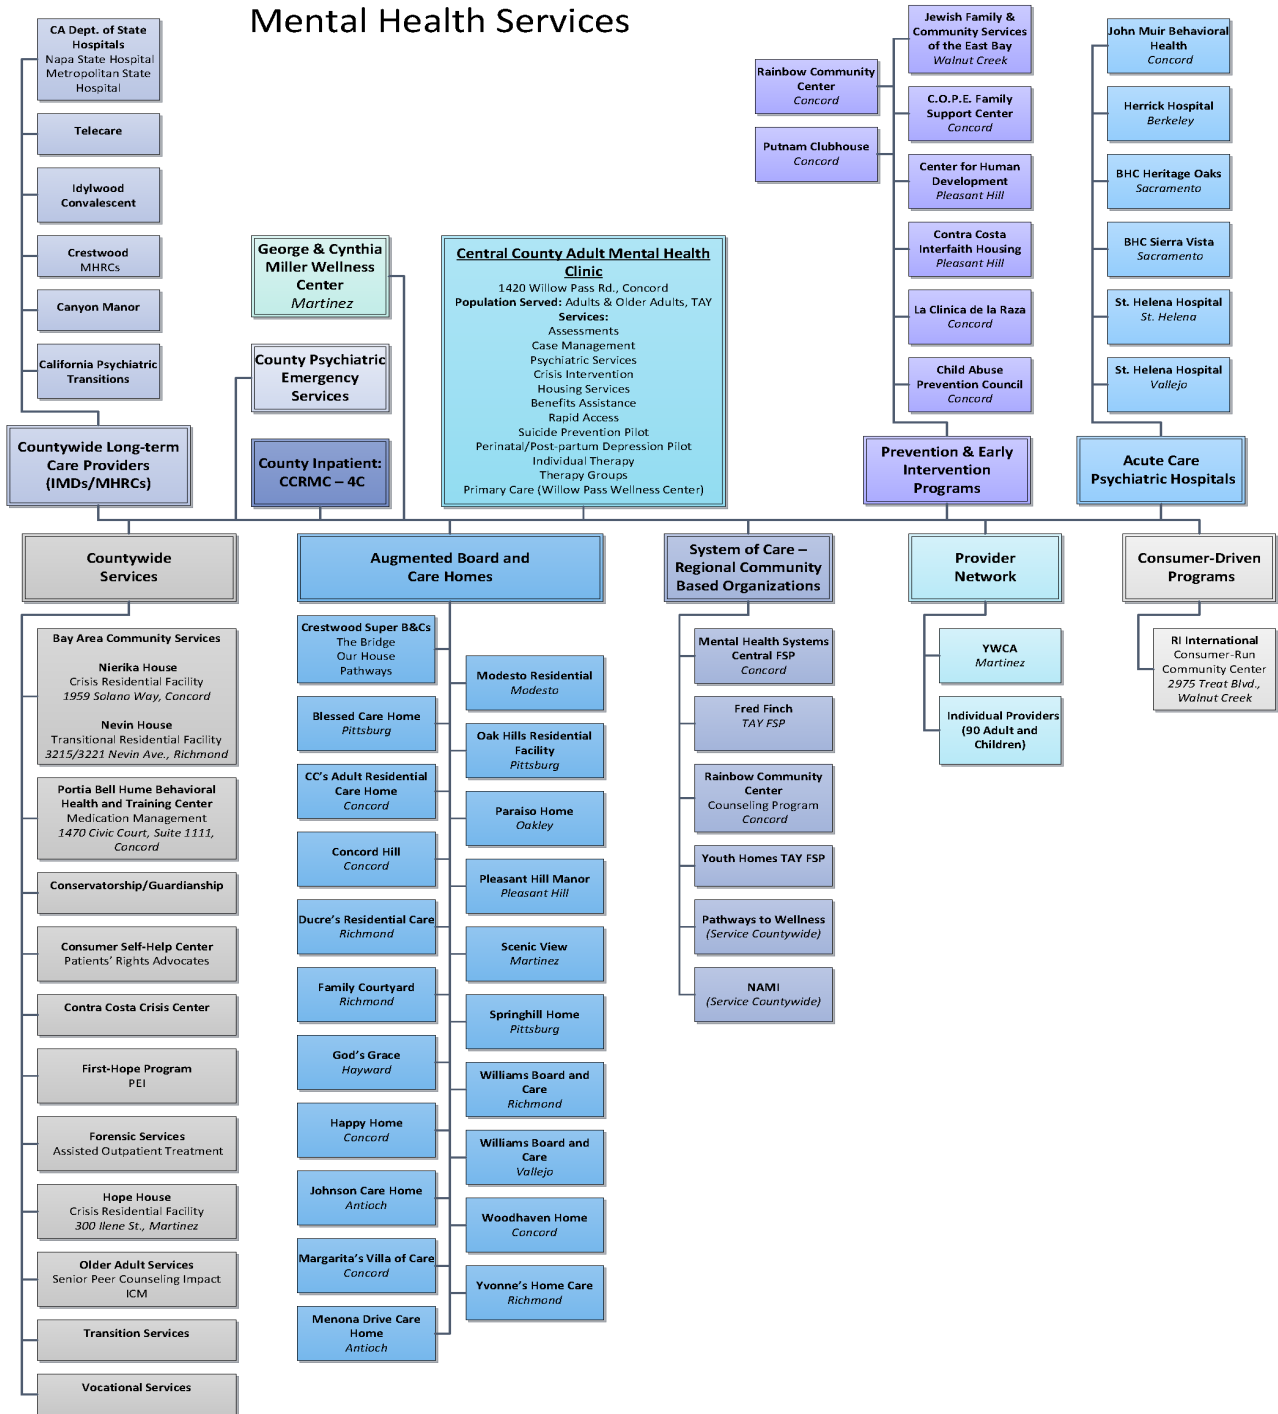 Mental Health Services
CA Dept. of State
Hospitals
Napa State Hospital
Metropolitan State
Hospital
Telecare
Idylwood
Convalescent
Crestwood
MHRCs
Canyon Manor
California Psychiatric
Transitions
Countywide Long-term
Care Providers
(IMDs/MHRCs)
George & Cynthia
Miller Wellness
Center
Martinez
County Psychiatric
Emergency
Services
County Inpatient:
CCRMC – 4C
Central County Adult Mental Health
Clinic
1420 Willow Pass Rd., Concord
Population Served: Adults & Older Adults, TAY
Services:
Assessments
Case Management
Psychiatric Services
Crisis Intervention
Housing Services
Benefits Assistance
Rapid Access
Suicide Prevention Pilot
Perinatal/Post-partum Depression Pilot
Individual Therapy
Therapy Groups
Primary Care (Willow Pass Wellness Center)
Rainbow Community
Center
Concord
Putnam Clubhouse
Concord
Jewish Family &
Community Services
of the East Bay
Walnut Creek
C.O.P.E. Family
Support Center
Concord
Center for Human
Development
Pleasant Hill
Contra Costa
Interfaith Housing
Pleasant Hill
La Clinica de la Raza
Concord
Child Abuse
Prevention Council
Concord
Prevention & Early
Intervention
Programs
John Muir Behavioral
Health
Concord
Herrick Hospital
Berkeley
BHC Heritage Oaks
Sacramento
BHC Sierra Vista
Sacramento
St. Helena Hospital
St. Helena
St. Helena Hospital
Vallejo
Acute Care
Psychiatric Hospitals
Countywide
Services
Bay Area Community Services
Nierika House
Crisis Residential Facility
1959 Solano Way, Concord
Nevin House
Transitional Residential Facility
3215/3221 Nevin Ave., Richmond
Portia Bell Hume Behavioral
Health and Training Center
Medication Management
1470 Civic Court, Suite 1111,
Concord
Conservatorship/Guardianship
Consumer Self-Help Center
Patients' Rights Advocates
Contra Costa Crisis Center
First-Hope Program
PEI
Forensic Services
Assisted Outpatient Treatment
Hope House
Crisis Residential Facility
300 Ilene St., Martinez
Older Adult Services
Senior Peer Counseling Impact
ICM
Transition Services
Vocational Services
Augmented Board and
Care Homes
Crestwood Super B&Cs
The Bridge
Our House
Pathways
Blessed Care Home
Pittsburg
CC's Adult Residential
Care Home
Concord
Concord Hill
Concord
Ducre's Residential Care
Richmond
Family Courtyard
Richmond
God's Grace
Hayward
Happy Home
Concord
Johnson Care Home
Antioch
Margarita's Villa of Care
Concord
Menona Drive Care
Home
Antioch
Modesto Residential
Modesto
Oak Hills Residential
Facility
Pittsburg
Paraiso Home
Oakley
Pleasant Hill Manor
Pleasant Hill
Scenic View
Martinez
Springhill Home
Pittsburg
Williams Board and
Care
Richmond
Williams Board and
Care
Vallejo
Woodhaven Home
Concord
Yvonne's Home Care
Richmond
System of Care –
Regional Community
Based Organizations
Mental Health Systems
Central FSP
Concord
Fred Finch
TAY FSP
Rainbow Community
Center
Counseling Program
Concord
Youth Homes TAY FSP
Pathways to Wellness
(Service Countywide)
NAMI
(Service Countywide)
Provider
Network
YWCA
Martinez
Individual Providers
(90 Adult and
Children)
Consumer-Driven
Programs
RI International
Consumer-Run
Community Center
2975 Treat Blvd.,
Walnut Creek